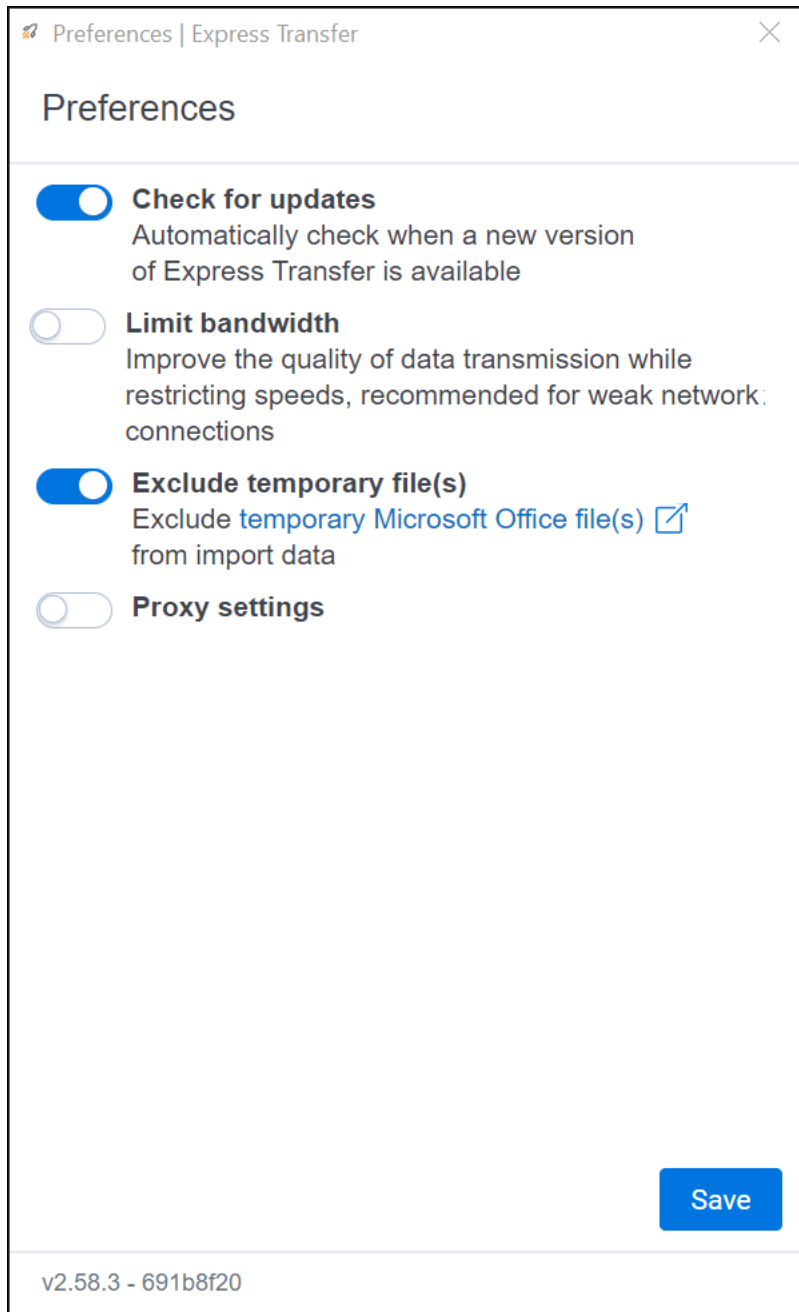 Preferences | Express Transfer
Preferences
Check for updates
Automatically check when a new version
of Express Transfer is available
Limit bandwidth
Improve the quality of data transmission while
restricting speeds, recommended for weak network
connections
Exclude temporary file(s)
Exclude temporary Microsoft Office file(s)
from import data
Proxy settings
Save
v2.58.3 - 691b8f20